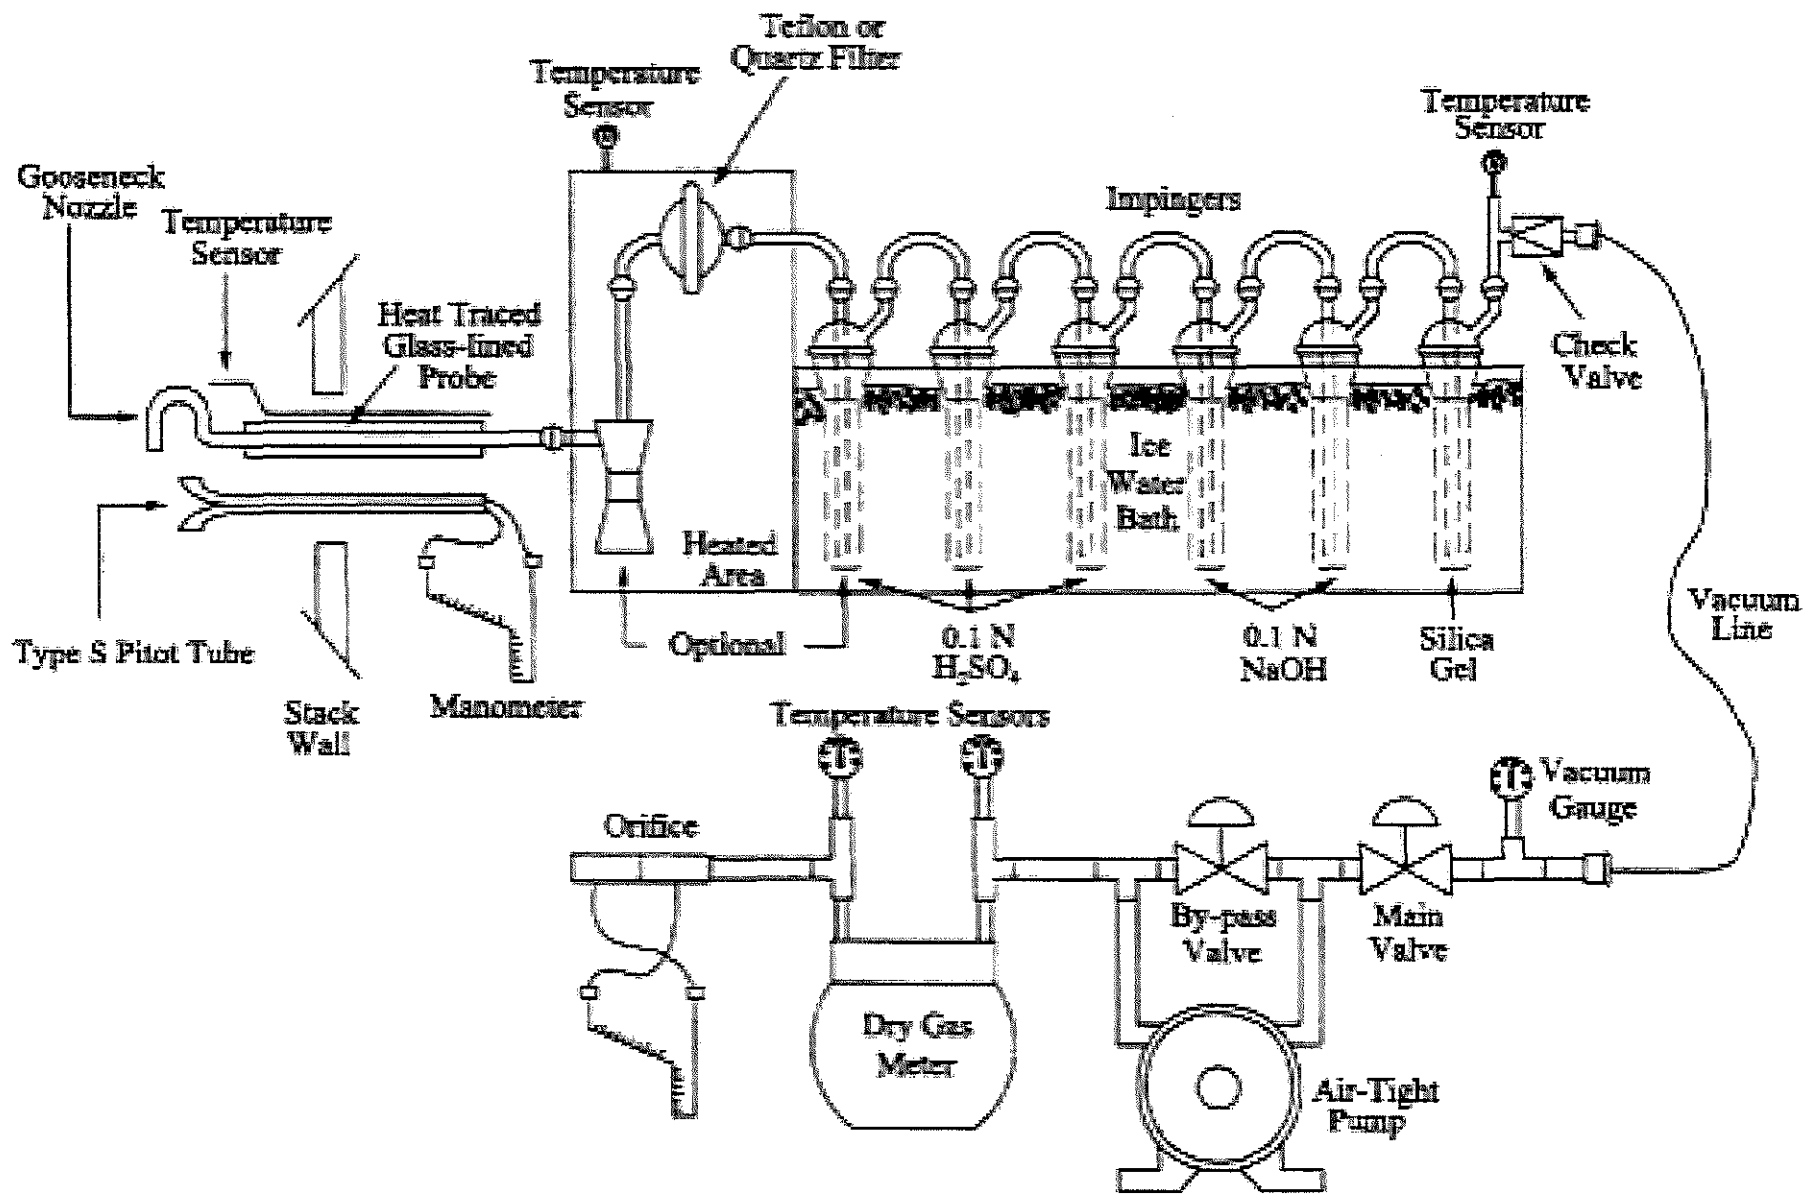 Teflon or
Quartz Filter
Temperature
Sensor
Temperature
Sensor
Gooseneck
Nozzle
Temperature
Sensor
Impingers
Heat Traced
Glass-lined
Probe
Check
Valve
Ice
Water
Bath
Heated
Area
Type S Pitot Tube
Optional
0.1 N
H₂SO₄
0.1 N
NaOH
Silica
Gel
Vacuum
Line
Stack
Wall
Manometer
Temperature Sensors
T
T
T
Vacuum
Gauge
Orifice
By-pass
Valve
Main
Valve
Dry Gas
Meter
Air-Tight
Pump